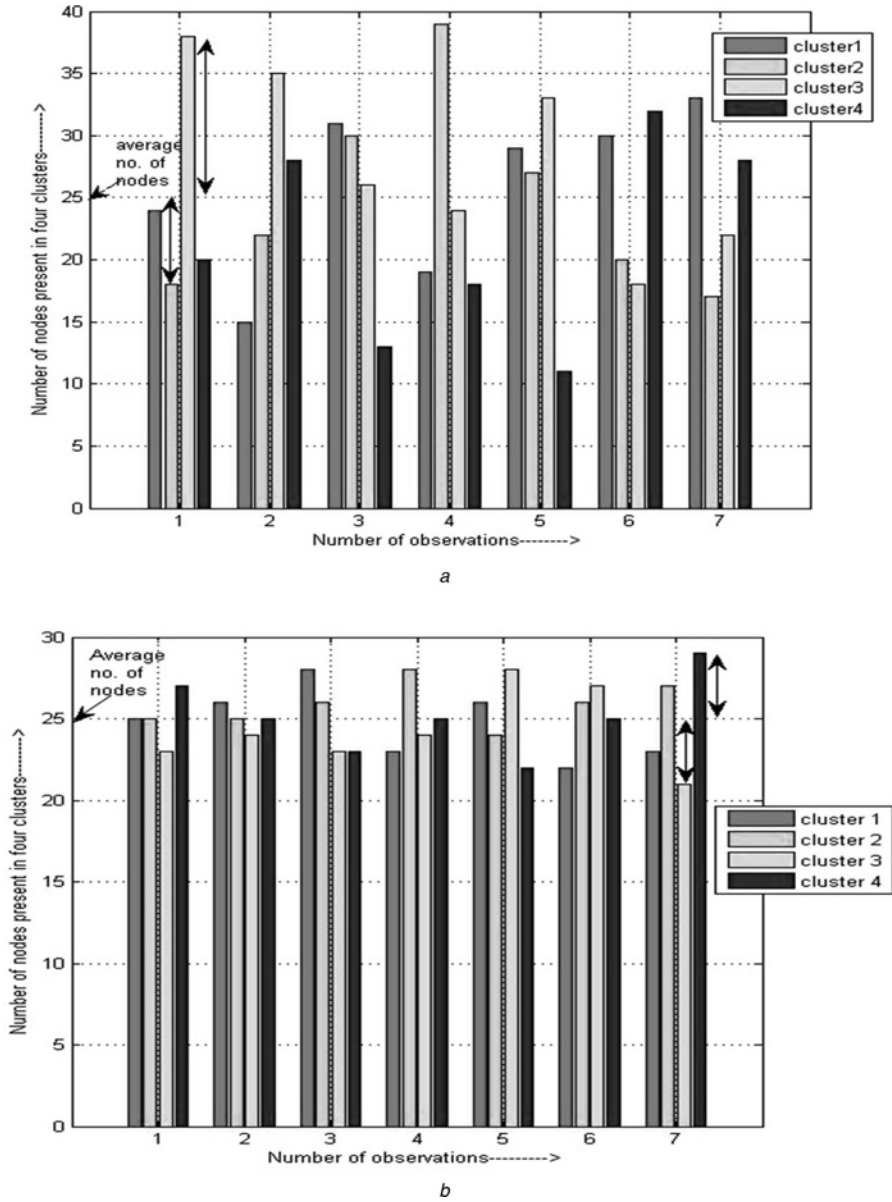 40
35
30
25
20
15
10
5
0
Number of nodes present in four clusters------->
average
no. of
nodes
cluster1
cluster2
cluster3
cluster4
1 2 3 4 5 6 7
Number of observations-------->
a
30
25
20
15
10
5
0
Number of nodes present in four clusters------->
Average
no. of
nodes
cluster 1
cluster 2
cluster 3
cluster 4
1 2 3 4 5 6 7
Number of observations--------->
b